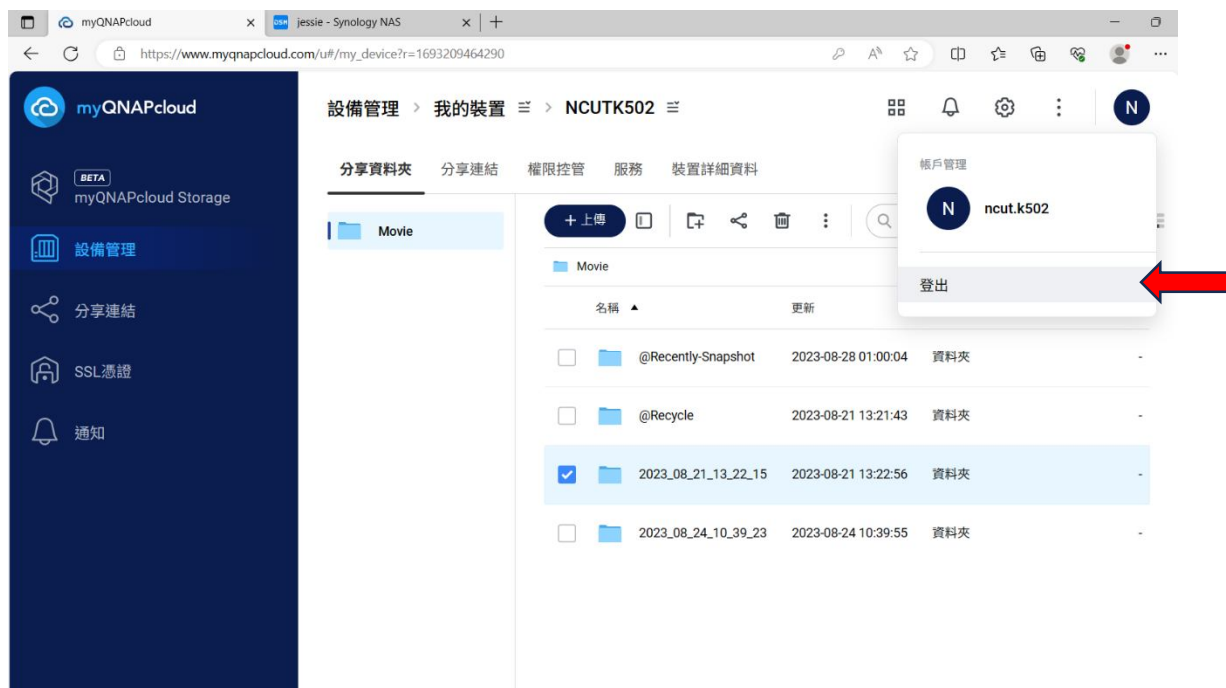 myQNAPcloud
DSM jessie - Synology NAS
https://www.myqnapcloud.com/u#/my_device?r=1693209464290
myQNAPcloud
設備管理 > 我的裝置 > NCUTK502
N
BETA
myQNAPcloud Storage
設備管理
分享連結
SSL憑證
通知
分享資料夾 分享連結 權限控管 服務 裝置詳細資料
帳戶管理
N ncut.k502
登出
Movie
+ 上傳
Movie
名稱 ▲ 更新
@Recently-Snapshot 2023-08-28 01:00:04 資料夾 -
@Recycle 2023-08-21 13:21:43 資料夾 -
2023_08_21_13_22_15 2023-08-21 13:22:56 資料夾 -
2023_08_24_10_39_23 2023-08-24 10:39:55 資料夾 -